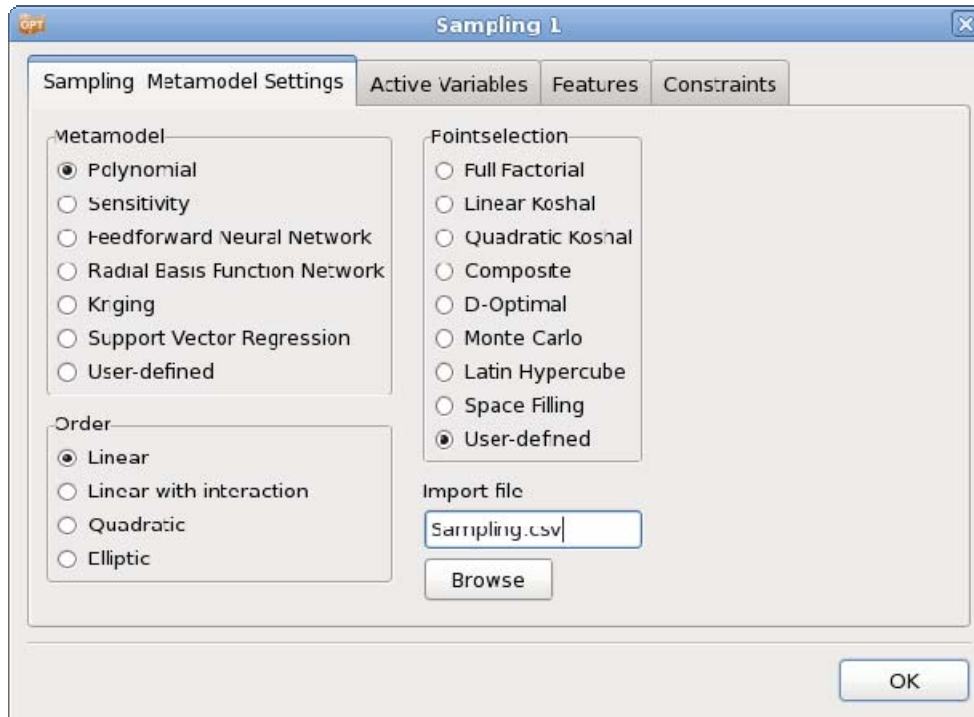 OPT
Sampling 1
Sampling Metamodel Settings
Active Variables
Features
Constraints
Metamodel
Polynomial
Sensitivity
Feedforward Neural Network
Radial Basis Function Network
Kriging
Support Vector Regression
User-defined
Order
Linear
Linear with interaction
Quadratic
Elliptic
Pointselection
Full Factorial
Linear Koshal
Quadratic Koshal
Composite
D-Optimal
Monte Carlo
Latin Hypercube
Space Filling
User-defined
Import file
Sampling.csv
Browse
OK